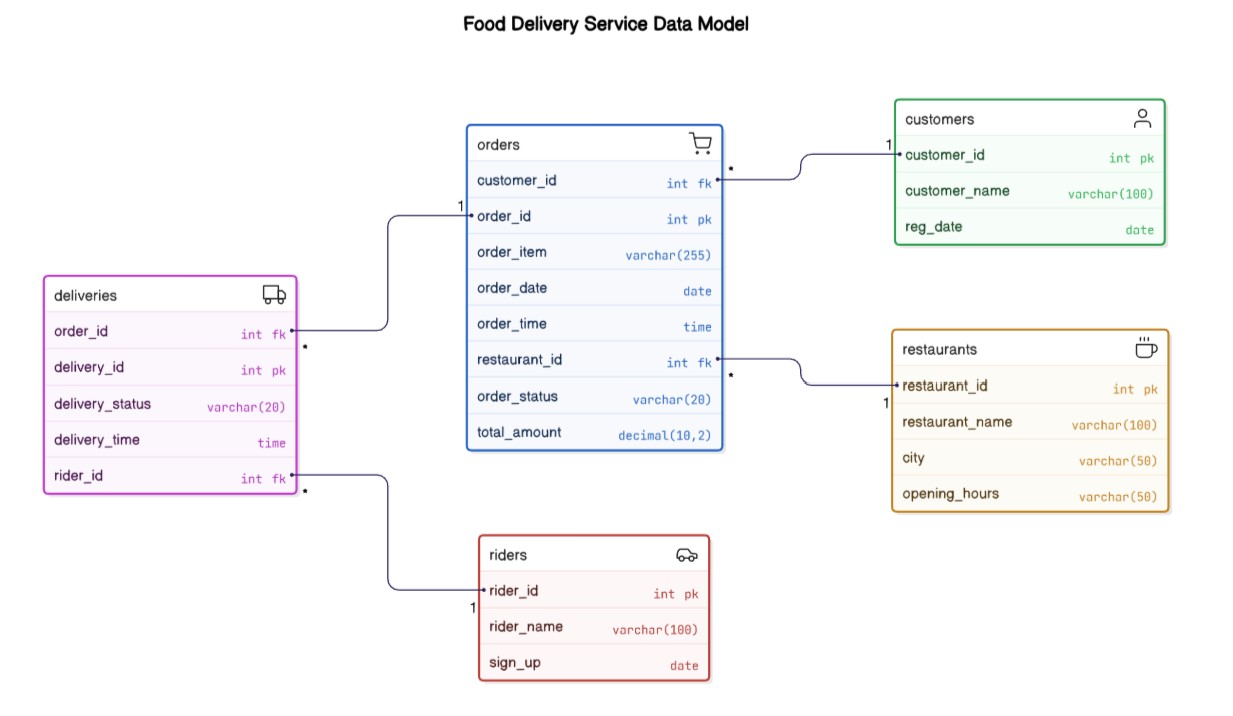 Food Delivery Service Data Model
customers
1
customer_id int pk
customer_name varchar(100)
reg_date date
orders
customer_id int fk *
1
order_id int pk
order_item varchar(255)
order_date date
order_time time
restaurant_id int fk
*
order_status varchar(20)
total_amount decimal(10,2)
deliveries
order_id int fk
*
delivery_id int pk
delivery_status varchar(20)
delivery_time time
rider_id int fk
*
restaurants
restaurant_id int pk
1
restaurant_name varchar(100)
city varchar(50)
opening_hours varchar(50)
riders
rider_id int pk
1
rider_name varchar(100)
sign_up date